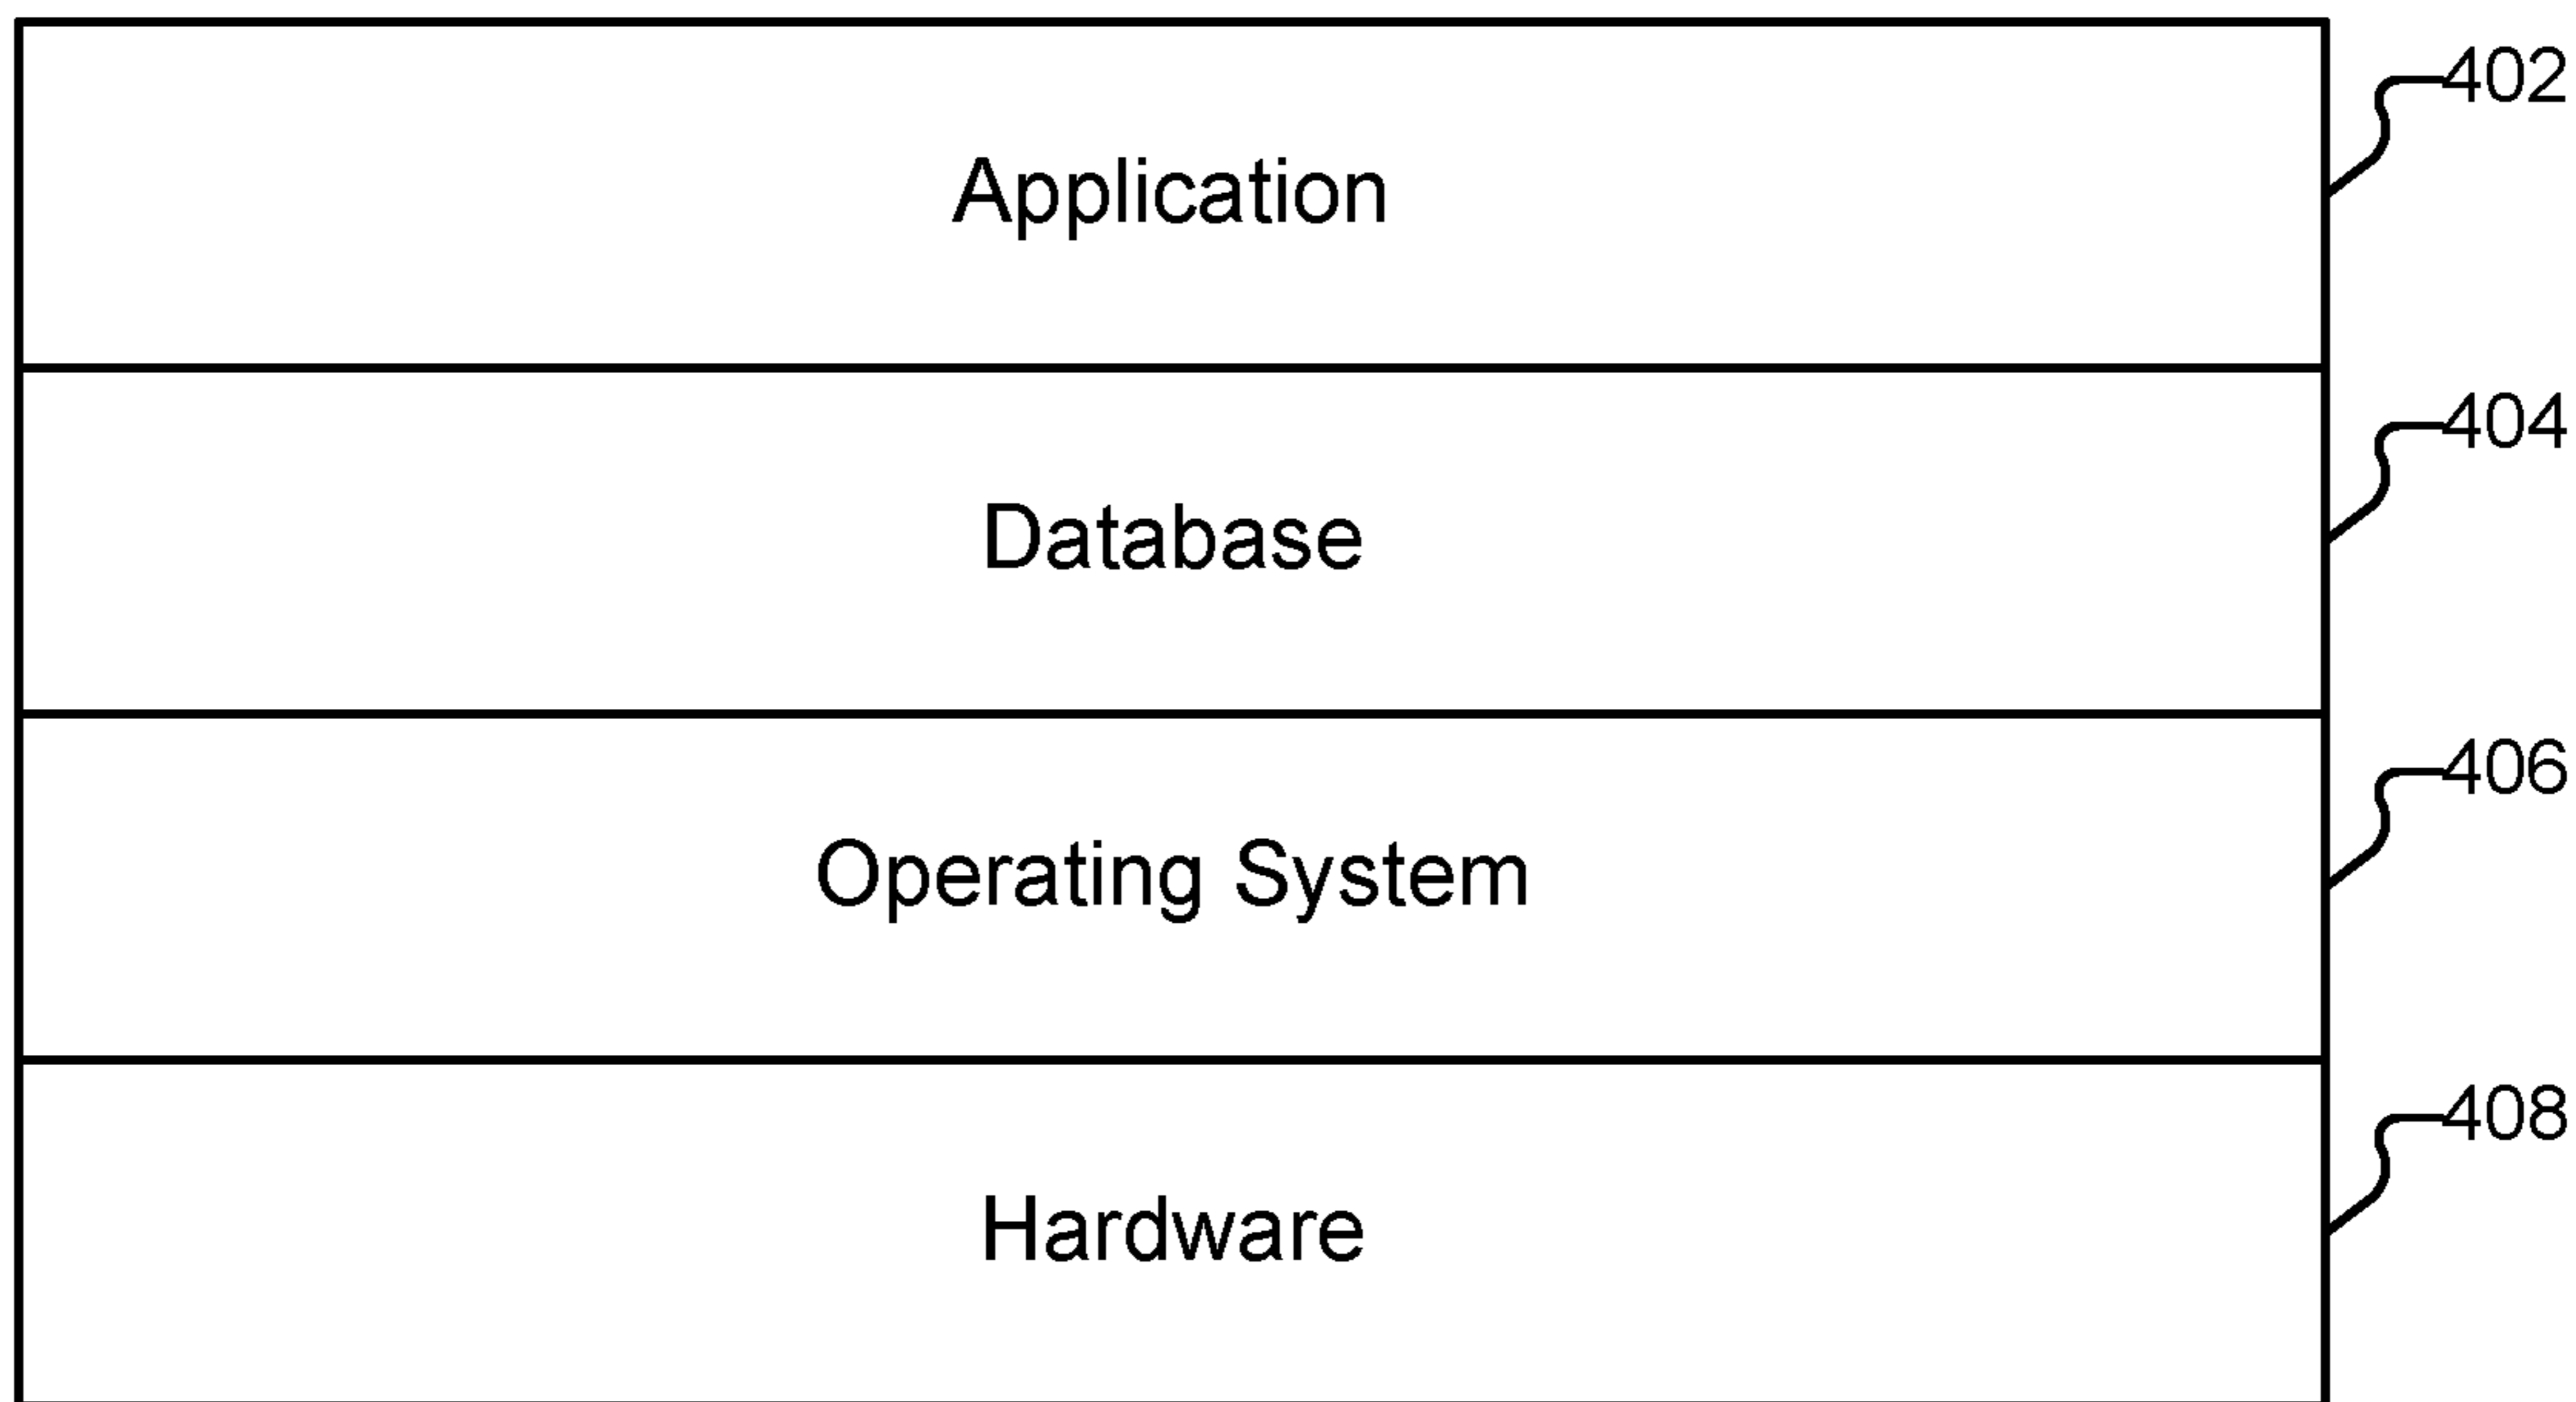 402
Application
404
Database
406
Operating System
408
Hardware